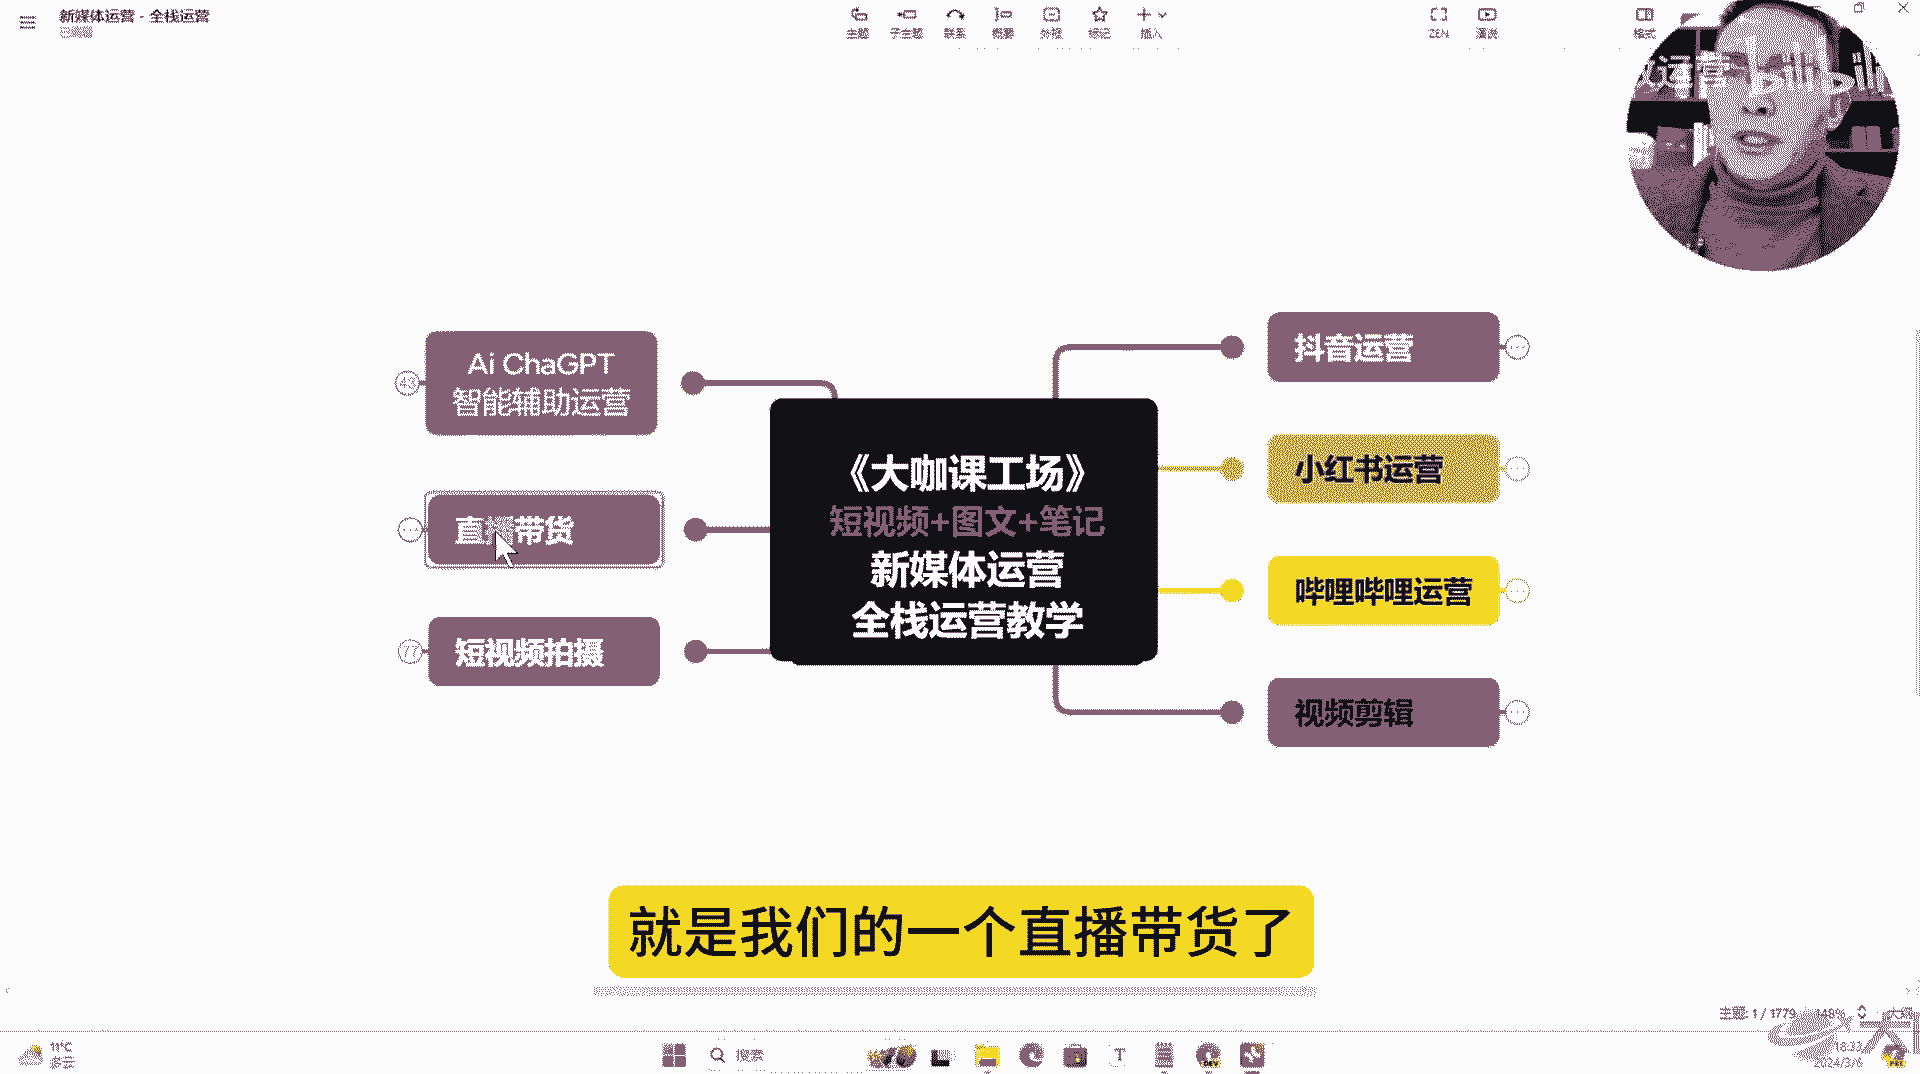 新媒体运营 - 全栈运营
已编辑
主题
子主题
联系
概要
外框
标记
插入
ZEN
演说
格式
运营 bilibili
43
Ai ChaGPT
智能辅助运营
直播带货
77
短视频拍摄
《大咖课工场》
短视频+图文+笔记
新媒体运营
全栈运营教学
抖音运营
小红书运营
哔哩哔哩运营
视频剪辑
就是我们的一个直播带货了
主题: 1 / 1779
148%
大纲
11°C
多云
搜索
18:33
2024/3/6